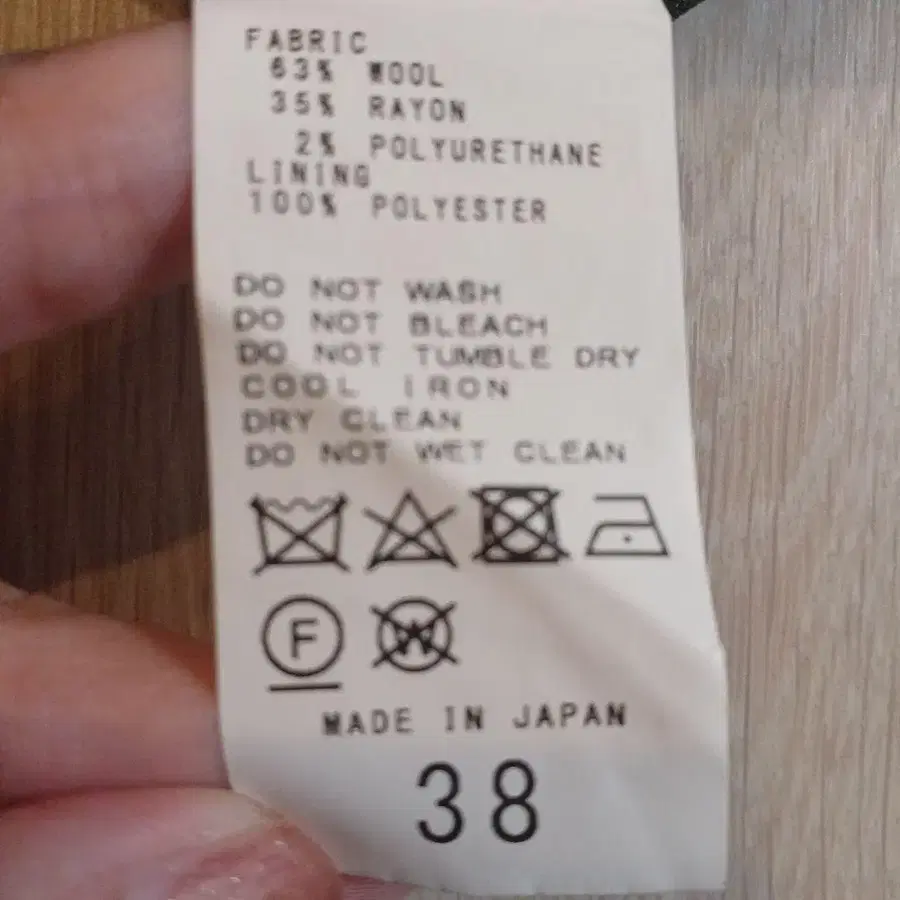 FABRIC
63% WOOL
35% RAYON
2% POLYURETHANE
LINING
100% POLYESTER
DO NOT WASH
DO NOT BLEACH
DO NOT TUMBLE DRY
COOL IRON
DRY CLEAN
DO NOT WET CLEAN
F W
MADE IN JAPAN
38